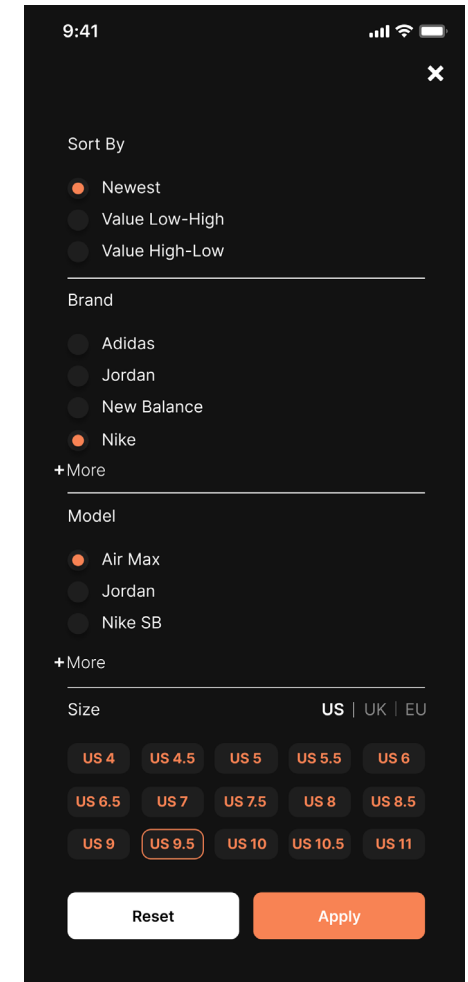 9:41
Sort By
Newest
Value Low-High
Value High-Low
Brand
Adidas
Jordan
New Balance
Nike
+More
Model
Air Max
Jordan
Nike SB
+More
Size US | UK | EU
US 4 US 4.5 US 5 US 5.5 US 6
US 6.5 US 7 US 7.5 US 8 US 8.5
US 9 US 9.5 US 10 US 10.5 US 11
Reset Apply